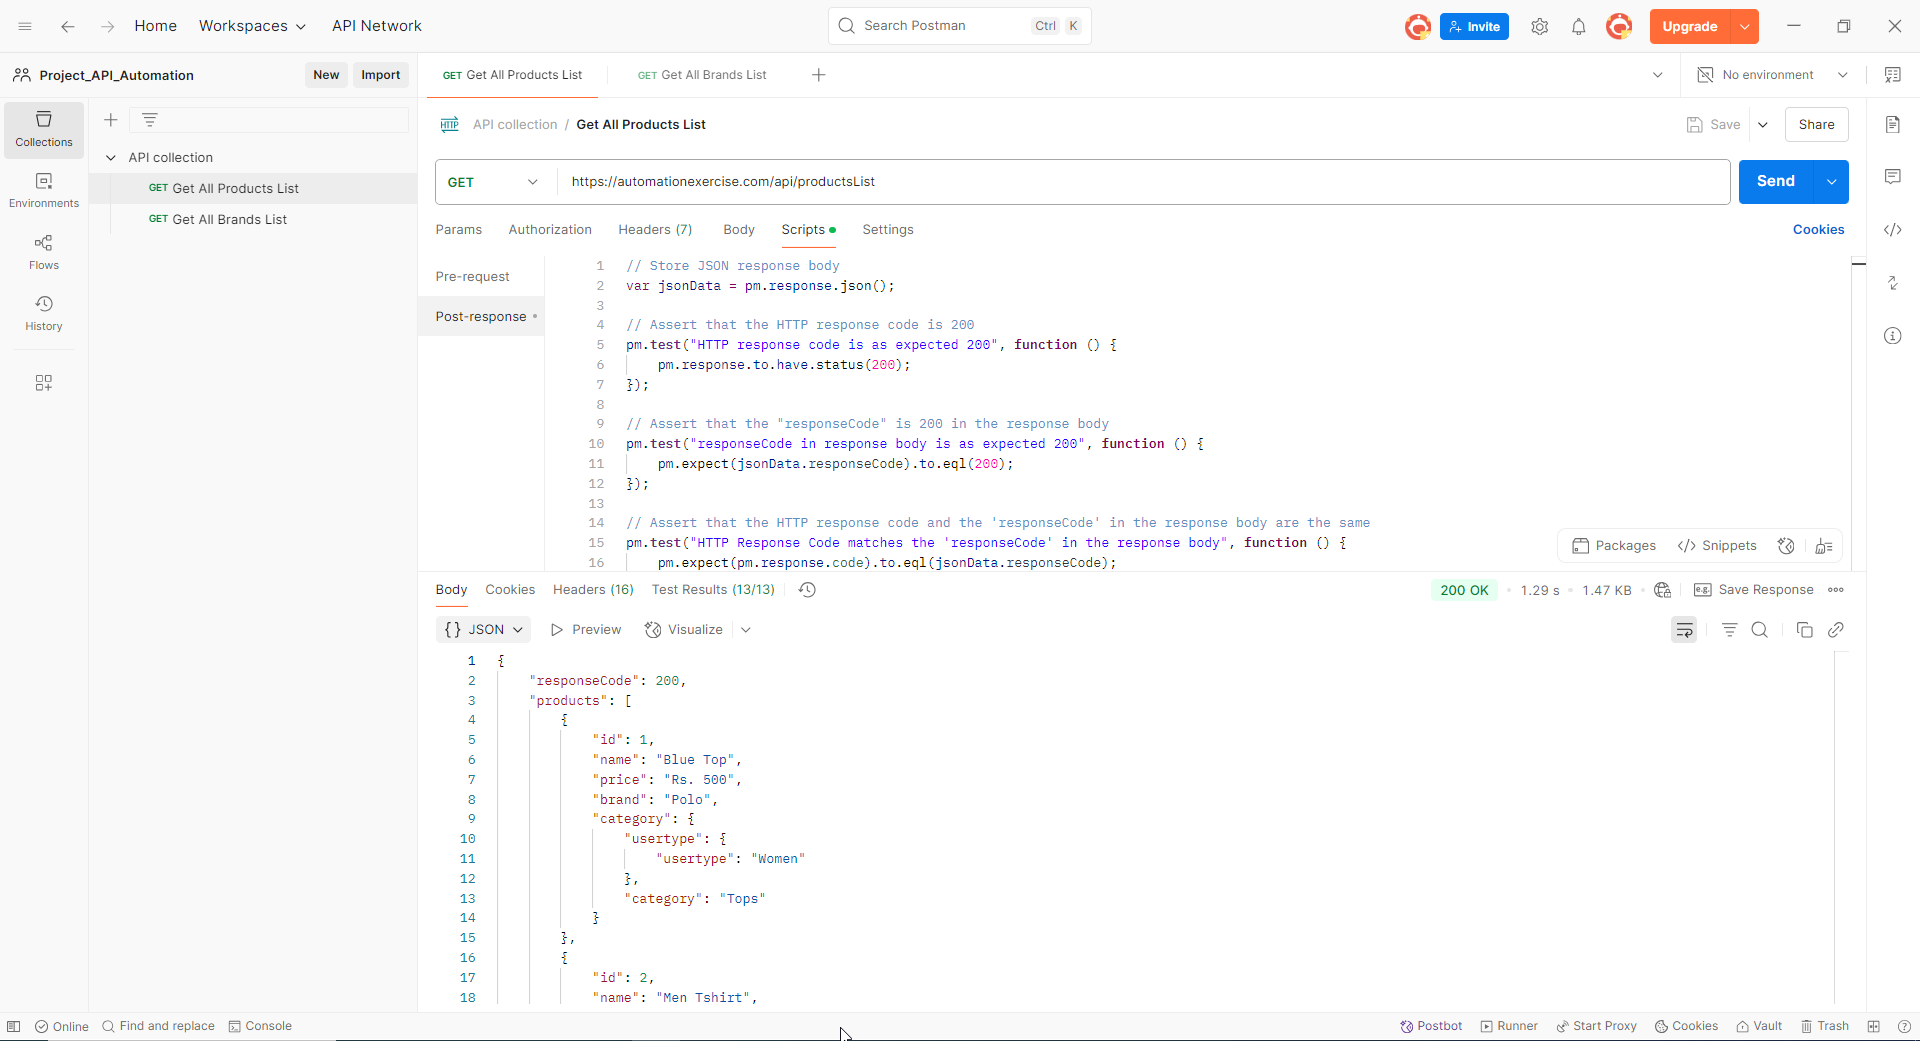 Home Workspaces API Network Search Postman Ctrl K Invite Upgrade
Project_API_Automation New Import GET Get All Products List GET Get All Brands List No environment
Collections
Environments
Flows
History
API collection
GET Get All Products List
GET Get All Brands List
HTTP API collection / Get All Products List Save Share
GET https://automationexercise.com/api/productsList Send
Params Authorization Headers (7) Body Scripts Settings Cookies
Pre-request
Post-response
1 // Store JSON response body
2 var jsonData = pm.response.json();
3
4 // Assert that the HTTP response code is 200
5 pm.test("HTTP response code is as expected 200", function () {
6 pm.response.to.have.status(200);
7 });
8
9 // Assert that the "responseCode" is 200 in the response body
10 pm.test("responseCode in response body is as expected 200", function () {
11 pm.expect(jsonData.responseCode).to.eql(200);
12 });
13
14 // Assert that the HTTP response code and the 'responseCode' in the response body are the same
15 pm.test("HTTP Response Code matches the 'responseCode' in the response body", function () {
16 pm.expect(pm.response.code).to.eql(jsonData.responseCode);
Packages Snippets
Body Cookies Headers (16) Test Results (13/13) 200 OK 1.29 s 1.47 KB e.g. Save Response
{} JSON Preview Visualize
1 {
2 "responseCode": 200,
3 "products": [
4 {
5 "id": 1,
6 "name": "Blue Top",
7 "price": "Rs. 500",
8 "brand": "Polo",
9 "category": {
10 "usertype": {
11 "usertype": "Women"
12 },
13 "category": "Tops"
14 }
15 },
16 {
17 "id": 2,
18 "name": "Men Tshirt",
Online Find and replace Console Postbot Runner Start Proxy Cookies Vault Trash